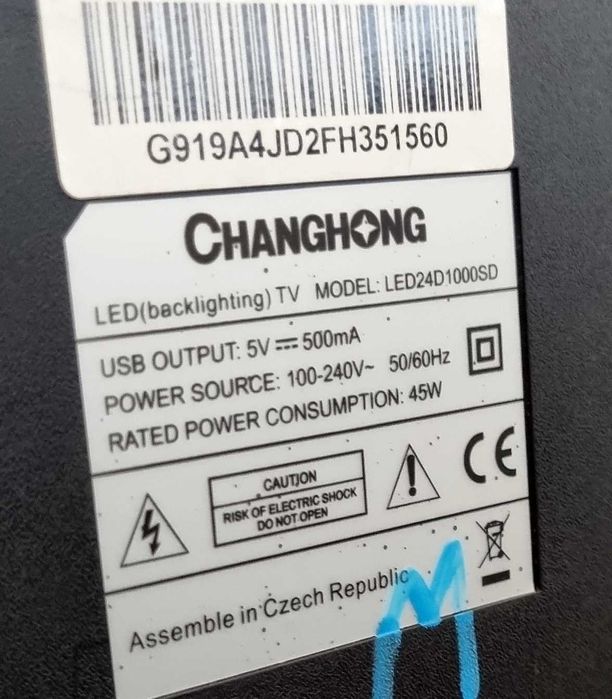 G919A4JD2FH351560
CHANGHONG
LED(backlighting) TV MODEL: LED24D1000SD
USB OUTPUT: 5V ⎓ 500mA
POWER SOURCE: 100-240V~ 50/60Hz
RATED POWER CONSUMPTION: 45W
CAUTION
RISK OF ELECTRIC SHOCK
DO NOT OPEN
CE
Assemble in Czech Republic